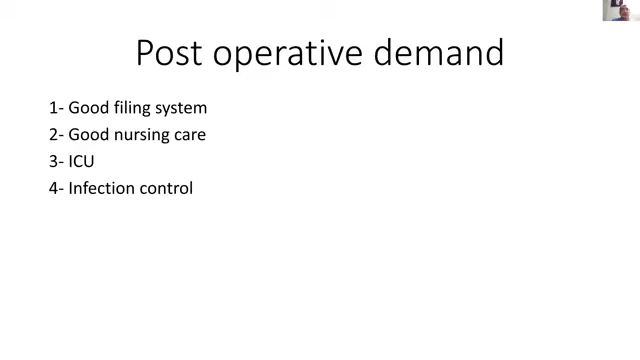 Post operative demand
1- Good filing system
2- Good nursing care
3- ICU
4- Infection control